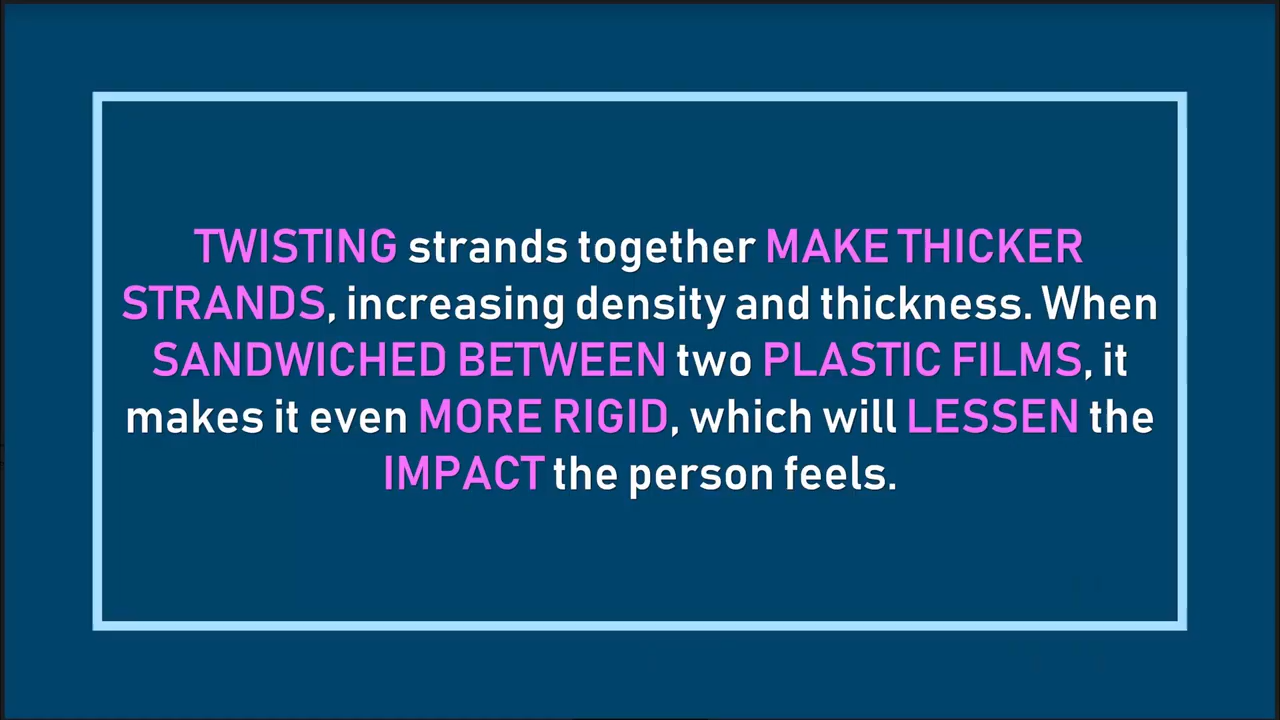 TWISTING strands together MAKE THICKER
STRANDS, increasing density and thickness. When
SANDWICHED BETWEEN two PLASTIC FILMS, it
makes it even MORE RIGID, which will LESSEN the
IMPACT the person feels.